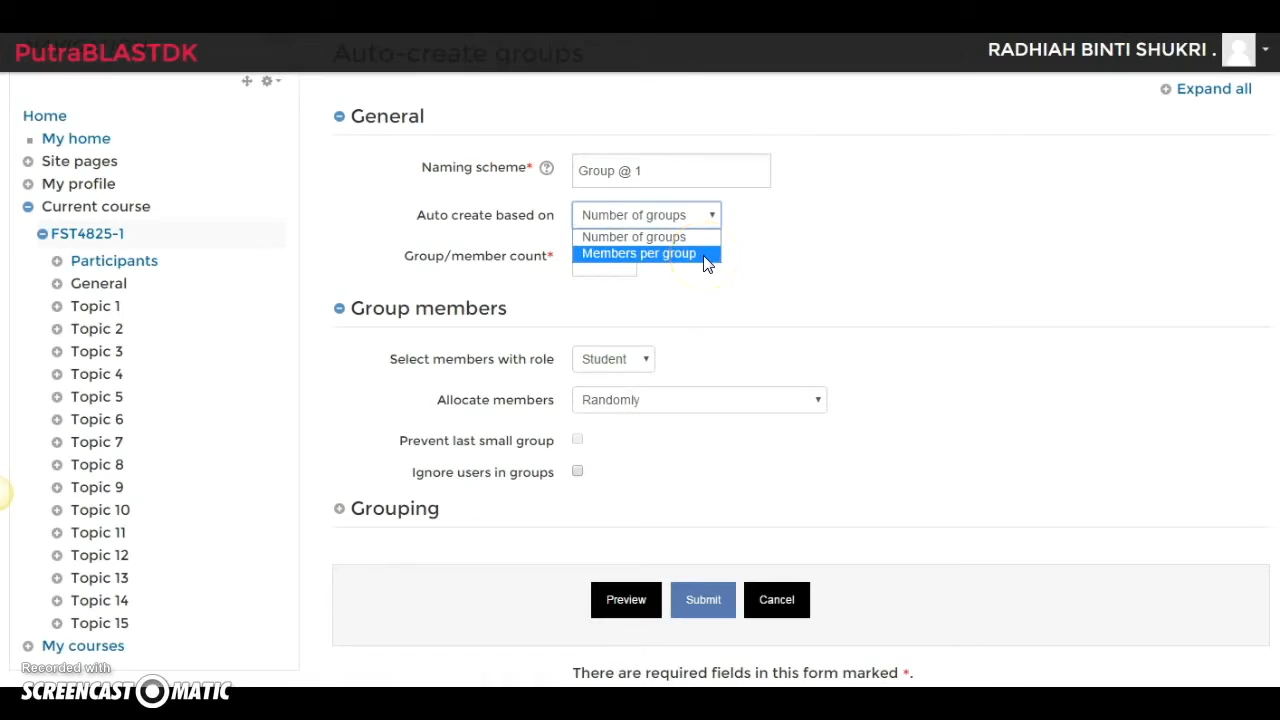 PutraBLASTDK
Auto-create groups
RADHIAH BINTI SHUKRI .
Expand all
Home
My home
Site pages
My profile
Current course
FST4825-1
Participants
General
Topic 1
Topic 2
Topic 3
Topic 4
Topic 5
Topic 6
Topic 7
Topic 8
Topic 9
Topic 10
Topic 11
Topic 12
Topic 13
Topic 14
Topic 15
My courses
General
Naming scheme* Group @ 1
Auto create based on Number of groups
Number of groups
Members per group
Group/member count*
Group members
Select members with role Student
Allocate members Randomly
Prevent last small group
Ignore users in groups
Grouping
Preview Submit Cancel
There are required fields in this form marked *.
Recorded with
SCREENCAST-O-MATIC